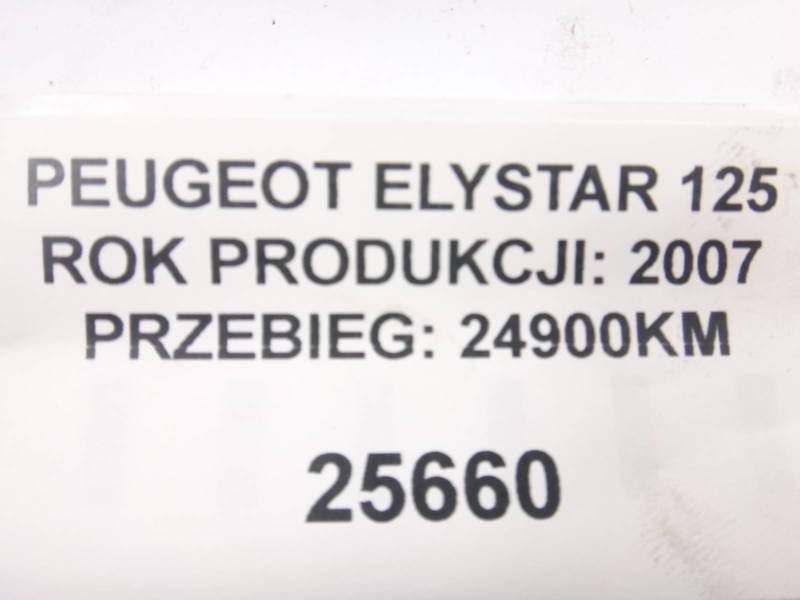 PEUGEOT ELYSTAR 125
ROK PRODUKCJI: 2007
PRZEBIEG: 24900KM
25660